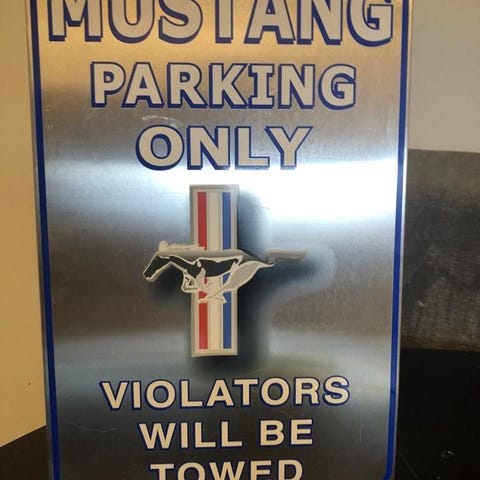 MUSTANG
PARKING
ONLY
VIOLATORS
WILL BE
TOWED